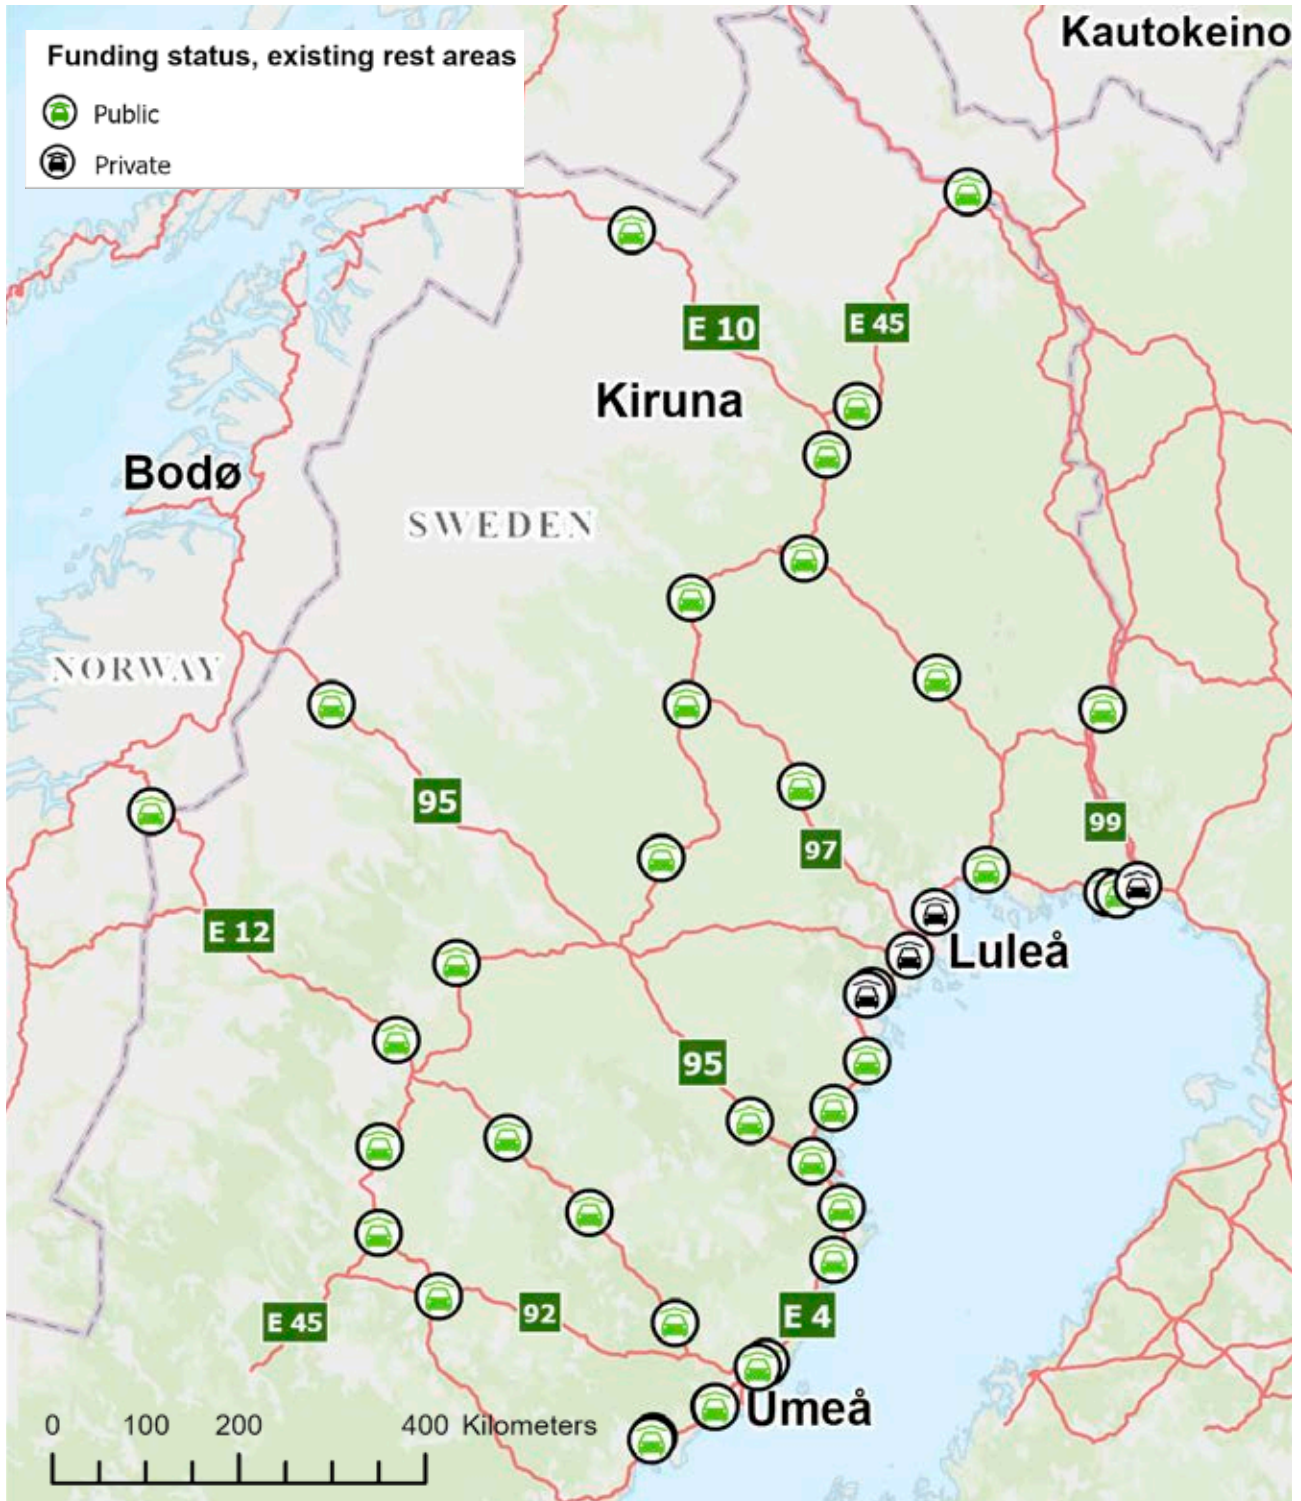 Kautokeino
Funding status, existing rest areas
Public
Private
E 10
E 45
Kiruna
Bodø
SWEDEN
NORWAY
95
99
97
E 12
Luleå
95
E 45
92
E 4
Umeå
0 100 200 400 Kilometers